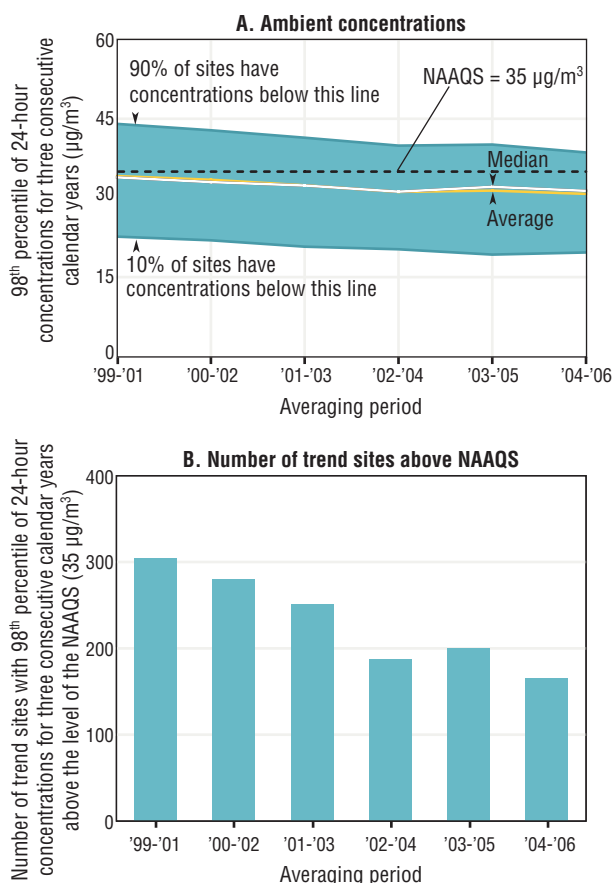 A. Ambient concentrations
98th percentile of 24-hour
concentrations for three consecutive
calendar years (µg/m³)
60
45
30
15
0
90% of sites have
concentrations below this line
NAAQS = 35 µg/m³
Median
Average
10% of sites have
concentrations below this line
’99-’01
’00-’02
’01-’03
’02-’04
’03-’05
’04-’06
Averaging period
B. Number of trend sites above NAAQS
Number of trend sites with 98th percentile of 24-hour
concentrations for three consecutive calendar years
above the level of the NAAQS (35 µg/m³)
400
300
200
100
0
’99-’01
’00-’02
’01-’03
’02-’04
’03-’05
’04-’06
Averaging period